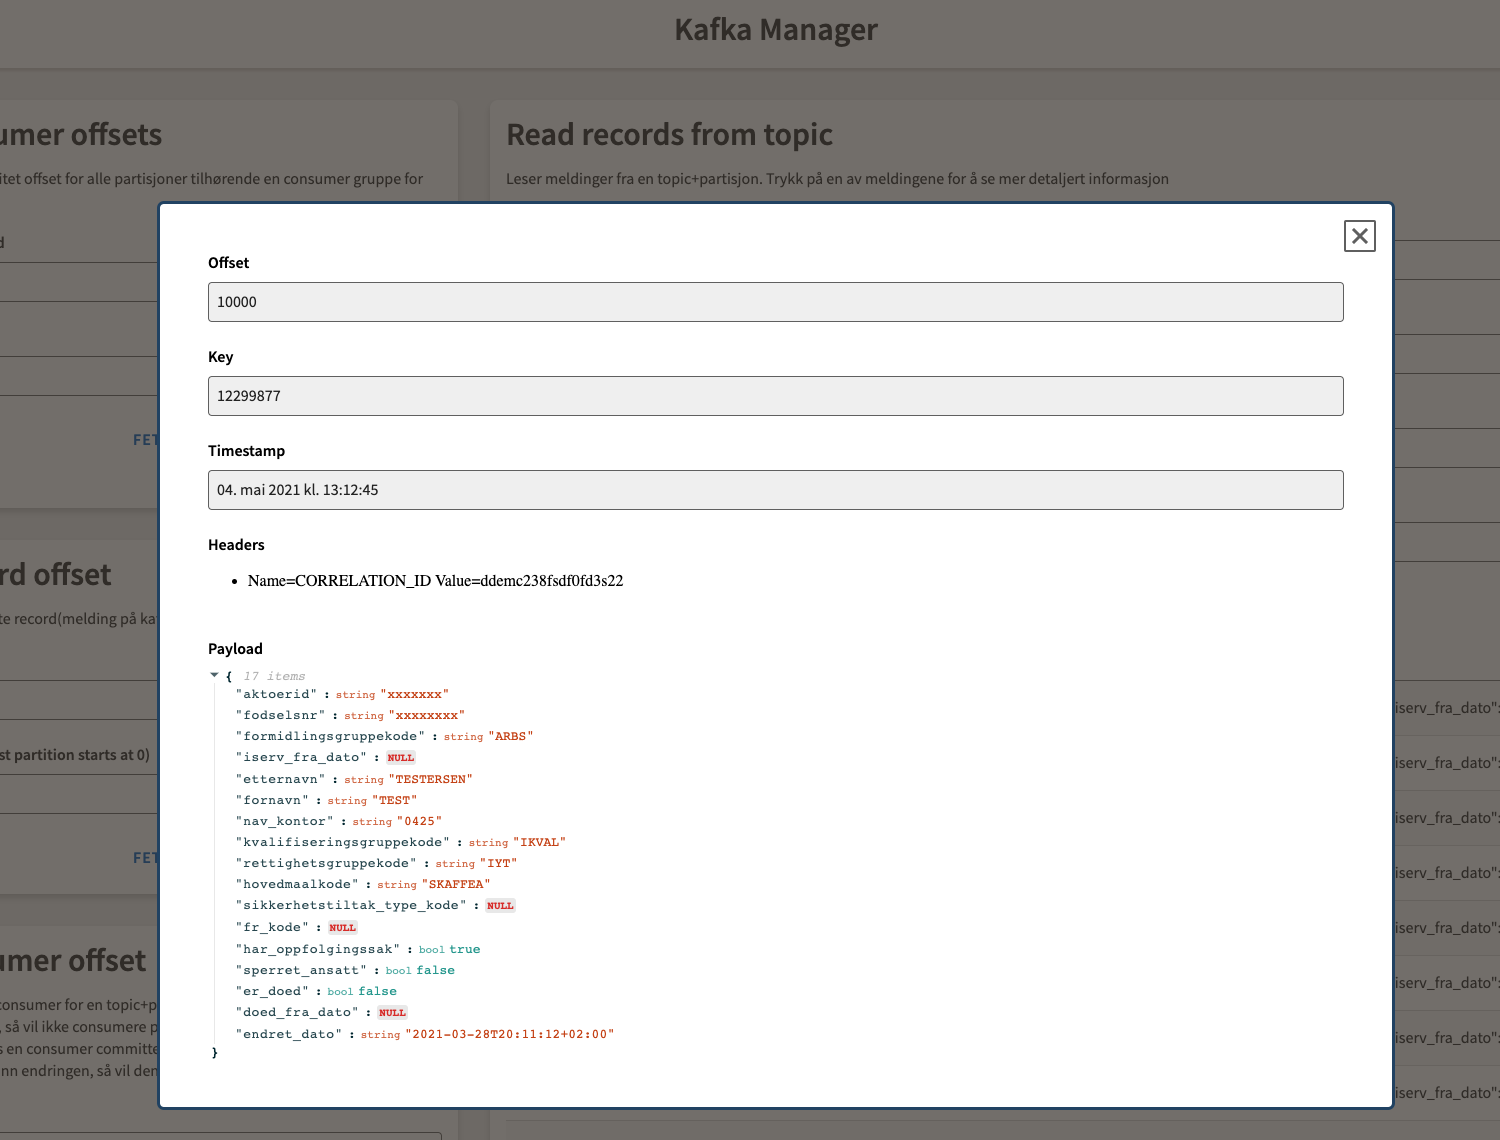 Kafka Manager
umer offsets
itet offset for alle partisjoner tilhørende en consumer gruppe for
d
FET
rd offset
te record(melding på ka
st partition starts at 0)
FET
umer offset
consumer for en topic+p
, så vil ikke consumere p
s en consumer committe
nn endringen, så vil den
Read records from topic
Leser meldinger fra en topic+partisjon. Trykk på en av meldingene for å se mer detaljert informasjon
Offset
10000
Key
12299877
Timestamp
04. mai 2021 kl. 13:12:45
Headers
• Name=CORRELATION_ID Value=ddemc238fsdf0fd3s22
Payload
{ 17 items
"aktoerid" : string "xxxxxxx"
"fodselsnr" : string "xxxxxxxx"
"formidlingsgruppekode" : string "ARBS"
"iserv_fra_dato" : NULL
"etternavn" : string "TESTERSEN"
"fornavn" : string "TEST"
"nav_kontor" : string "0425"
"kvalifiseringsgruppekode" : string "IKVAL"
"rettighetsgruppekode" : string "IYT"
"hovedmaalkode" : string "SKAFFEA"
"sikkerhetstiltak_type_kode" : NULL
"fr_kode" : NULL
"har_oppfolgingssak" : bool true
"sperret_ansatt" : bool false
"er_doed" : bool false
"doed_fra_dato" : NULL
"endret_dato" : string "2021-03-28T20:11:12+02:00"
}
iserv_fra_dato":
iserv_fra_dato":
iserv_fra_dato":
iserv_fra_dato":
iserv_fra_dato":
iserv_fra_dato":
iserv_fra_dato":
iserv_fra_dato":